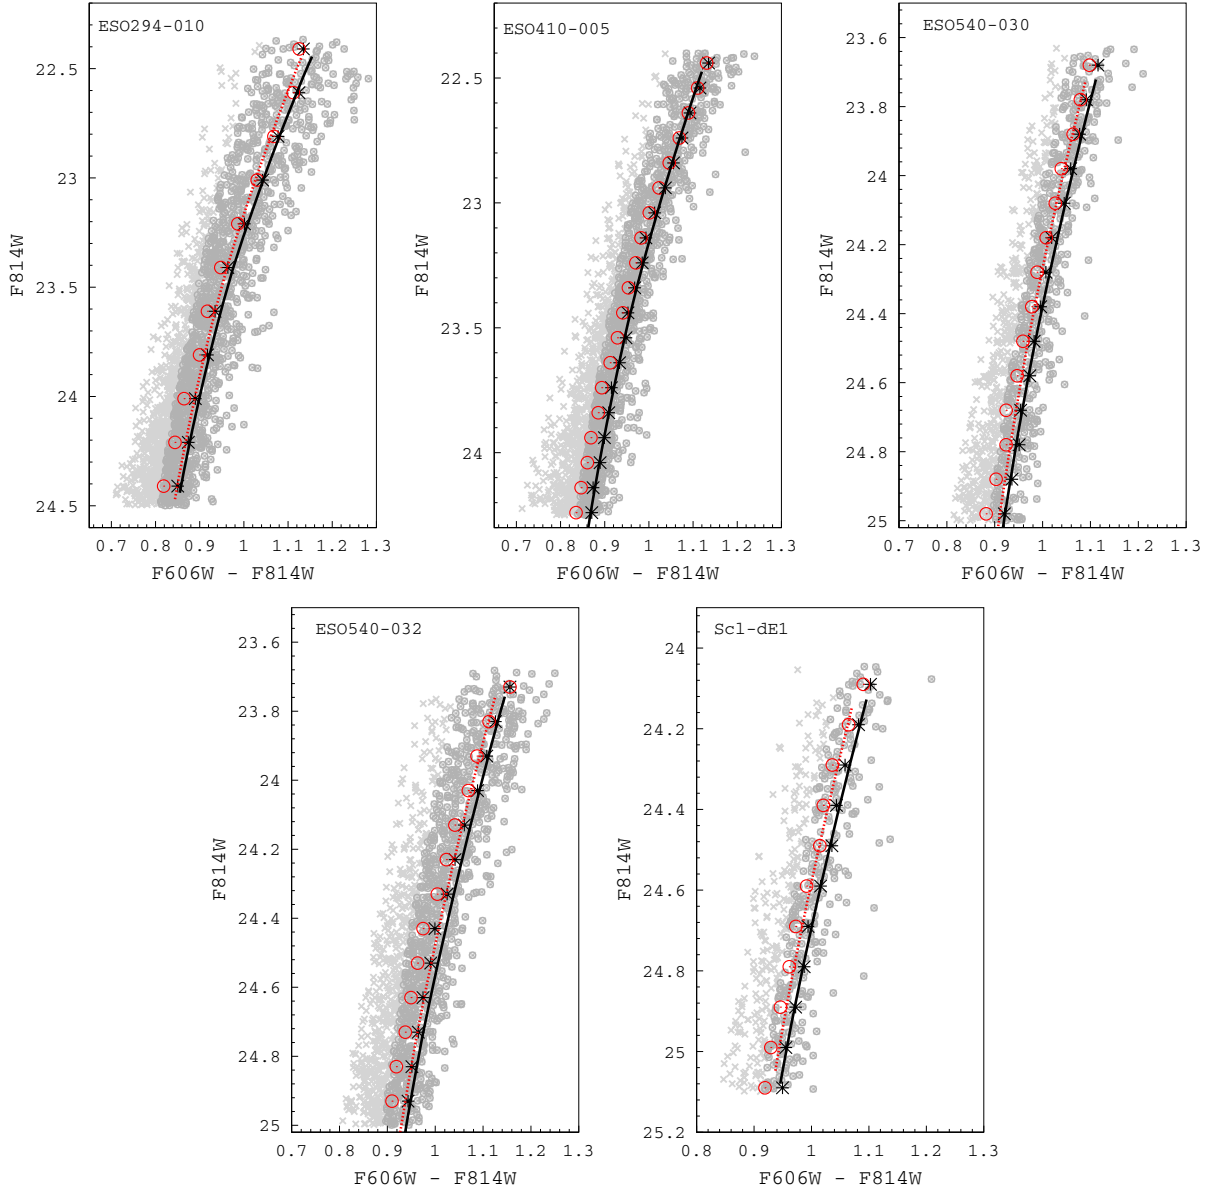 ESO294-010
22.5
23
23.5
24
24.5
F814W
0.7 0.8 0.9 1 1.1 1.2 1.3
F606W - F814W
ESO410-005
22.5
23
23.5
24
F814W
0.7 0.8 0.9 1 1.1 1.2 1.3
F606W - F814W
ESO540-030
23.6
23.8
24
24.2
24.4
24.6
24.8
25
F814W
0.7 0.8 0.9 1 1.1 1.2 1.3
F606W - F814W
ESO540-032
23.6
23.8
24
24.2
24.4
24.6
24.8
25
F814W
0.7 0.8 0.9 1 1.1 1.2 1.3
F606W - F814W
Scl-dE1
24
24.2
24.4
24.6
24.8
25
25.2
F814W
0.8 0.9 1 1.1 1.2 1.3
F606W - F814W